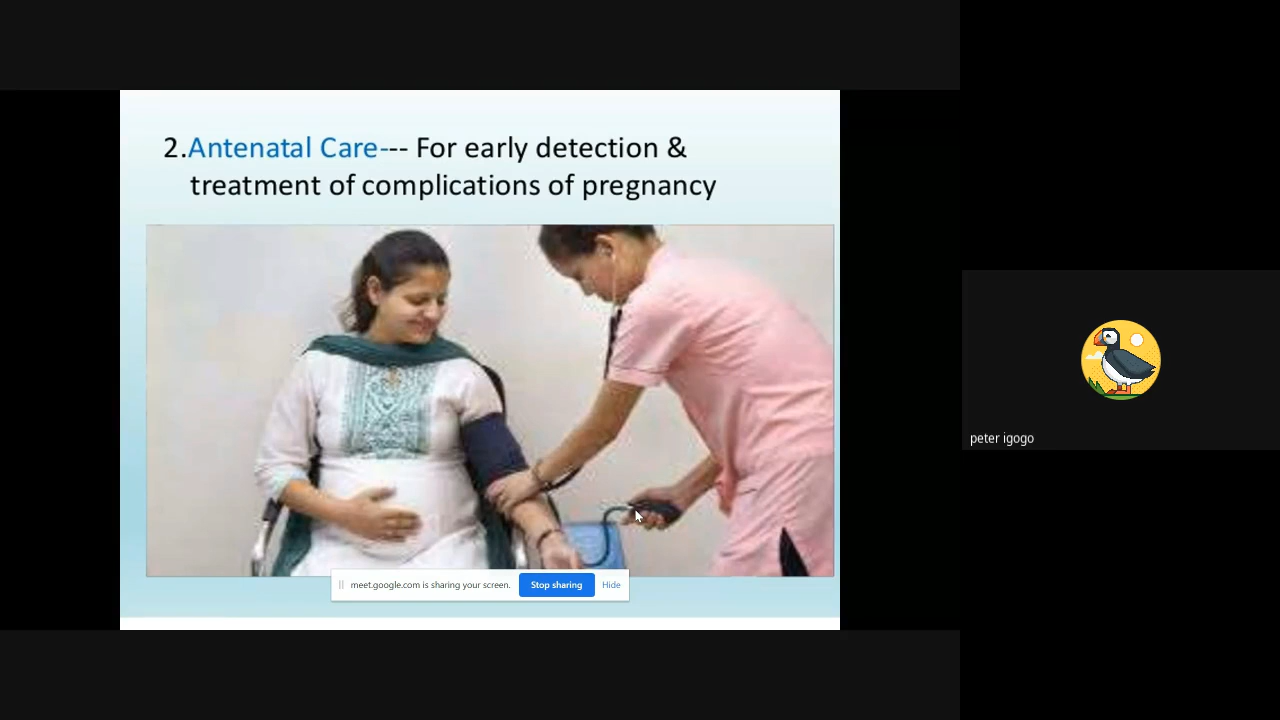 2.Antenatal Care--- For early detection &
treatment of complications of pregnancy
meet.google.com is sharing your screen. Stop sharing Hide
peter igogo